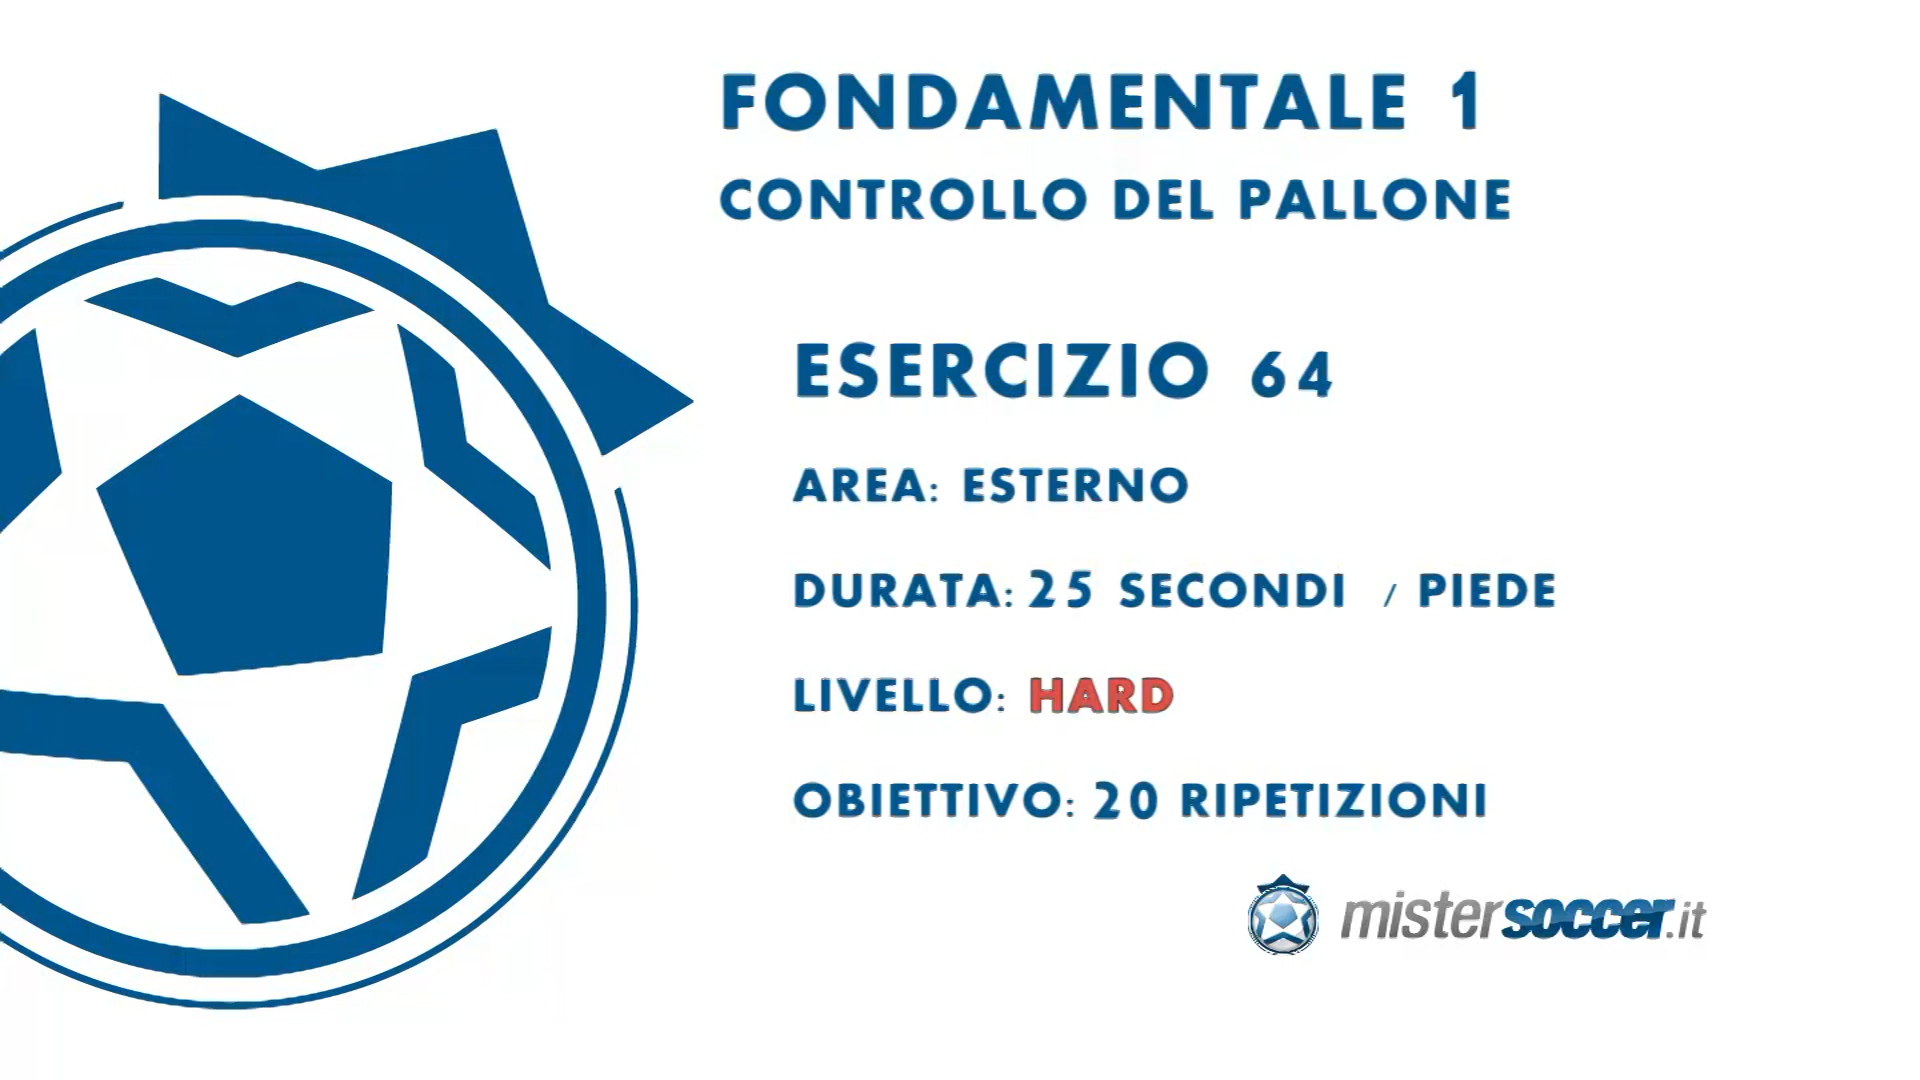 FONDAMENTALE 1
CONTROLLO DEL PALLONE
ESERCIZIO 64
AREA: ESTERNO
DURATA: 25 SECONDI / PIEDE
LIVELLO: HARD
OBIETTIVO: 20 RIPETIZIONI
mistersoccer.it